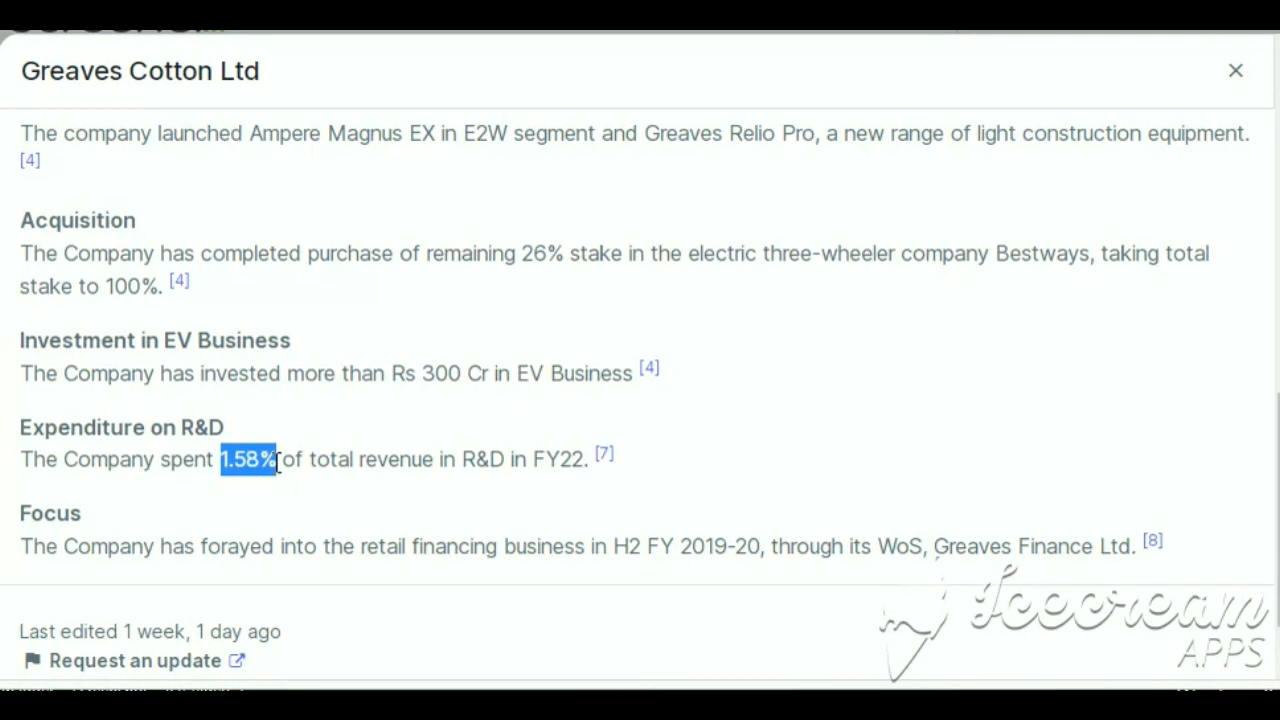 Greaves Cotton Ltd
The company launched Ampere Magnus EX in E2W segment and Greaves Relio Pro, a new range of light construction equipment.
[4]
Acquisition
The Company has completed purchase of remaining 26% stake in the electric three-wheeler company Bestways, taking total
stake to 100%. [4]
Investment in EV Business
The Company has invested more than Rs 300 Cr in EV Business [4]
Expenditure on R&D
The Company spent 1.58% of total revenue in R&D in FY22. [7]
Focus
The Company has forayed into the retail financing business in H2 FY 2019-20, through its WoS, Greaves Finance Ltd. [8]
Last edited 1 week, 1 day ago
Request an update
Icecream
APPS